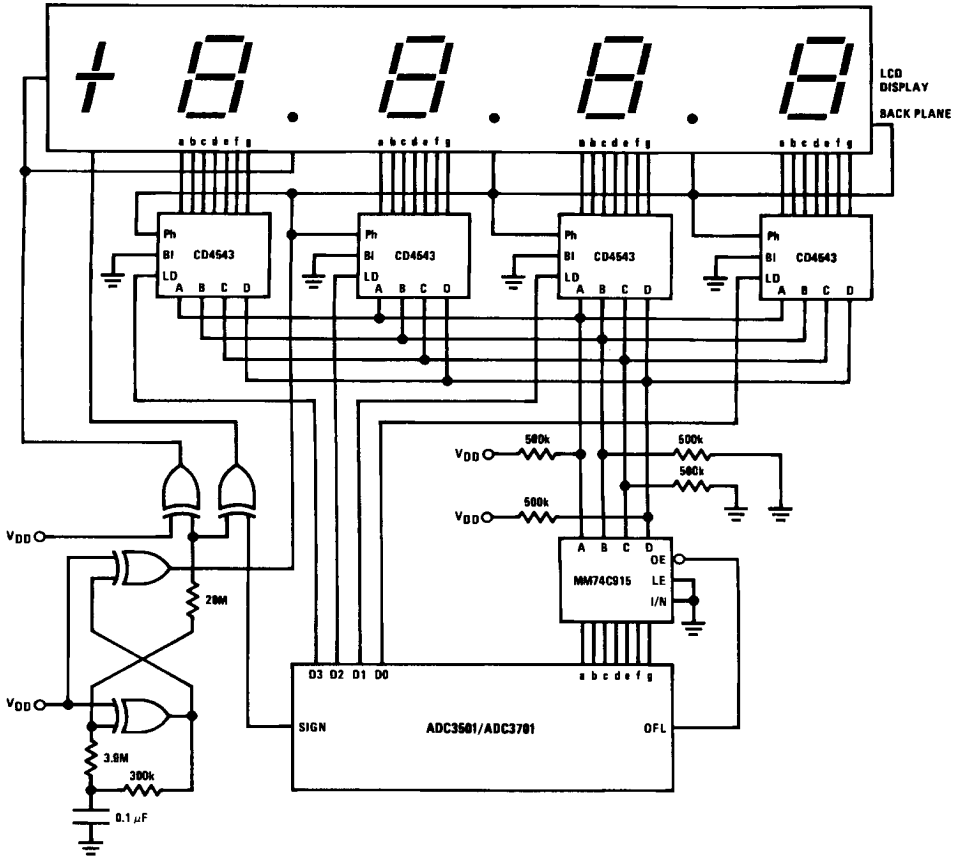 LCD
DISPLAY
BACK PLANE
a b c d e f g
a b c d e f g
a b c d e f g
a b c d e f g
Ph
BI
LD
CD4543
A B C D
Ph
BI
LD
CD4543
A B C D
Ph
BI
LD
CD4543
A B C D
Ph
BI
LD
CD4543
A B C D
VDD
500k
500k
500k
VDD
500k
VDD
A B C D
OE
MM74C915
LE
I/N
20M
a b c d e f g
D3 D2 D1 D0
VDD
SIGN
ADC3501/ADC3701
OFL
3.9M
300k
0.1 μF